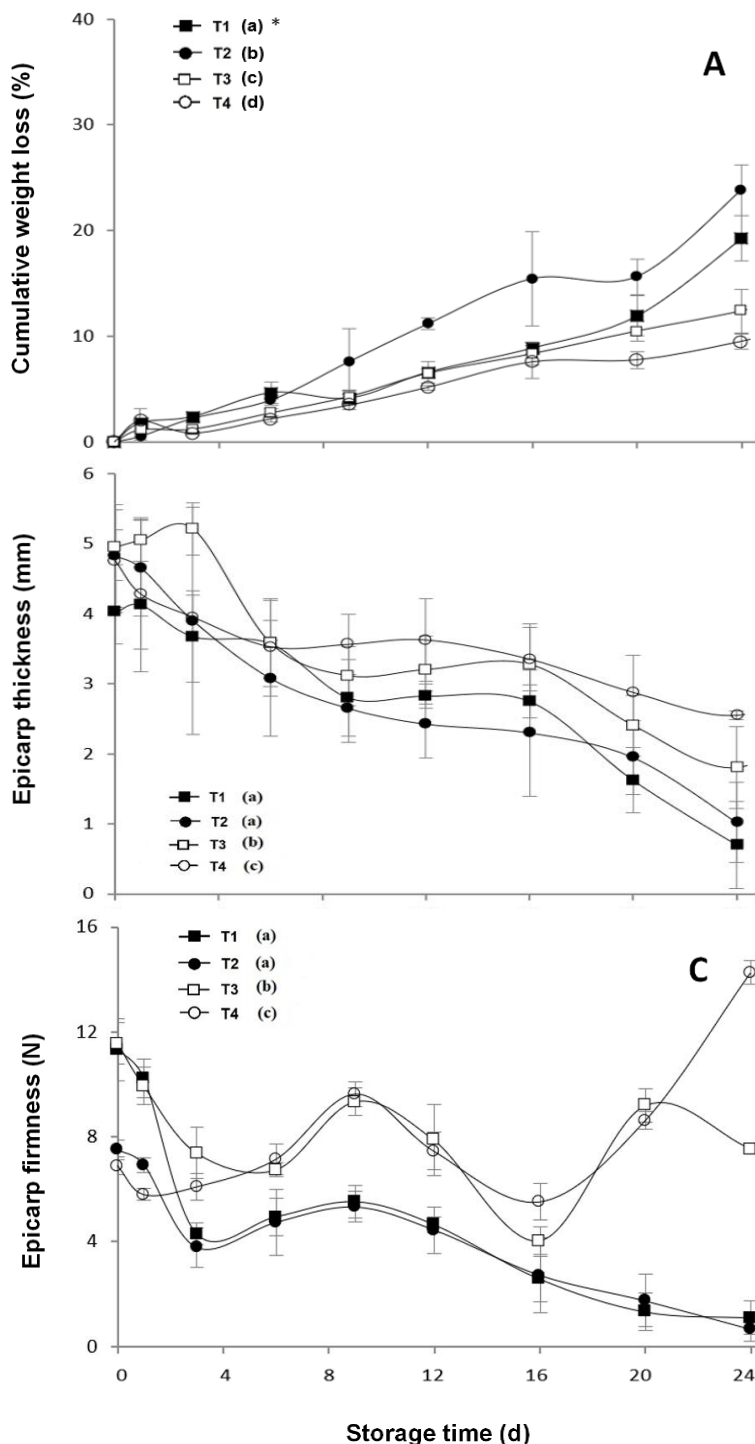 40
T1 (a) *
T2 (b)
A
T3 (c)
T4 (d)
30
20
10
0
Cumulative weight loss (%)
6
5
4
3
2
1
0
Epicarp thickness (mm)
T1 (a)
T2 (a)
T3 (b)
T4 (c)
16
T1 (a)
T2 (a)
C
T3 (b)
T4 (c)
12
8
4
0
Epicarp firmness (N)
0 4 8 12 16 20 24
Storage time (d)